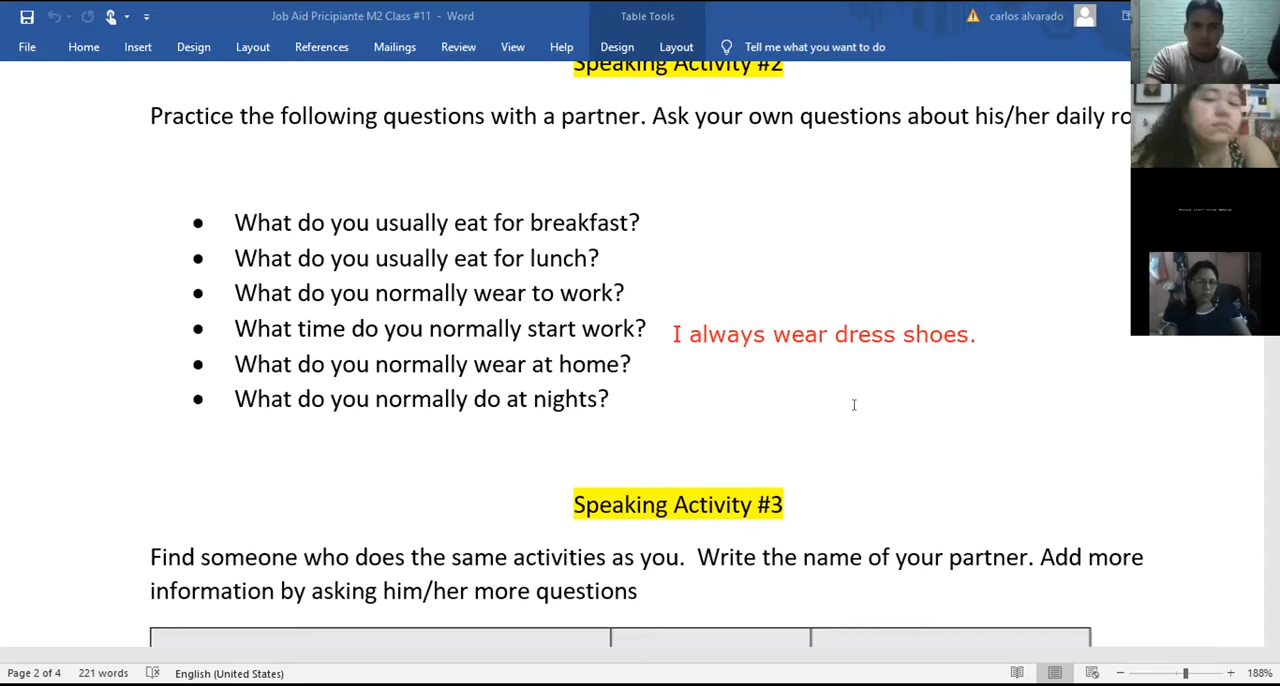 Job Aid Pricipiante M2 Class #11 - Word
Table Tools
carlos alvarado
File
Home
Insert
Design
Layout
References
Mailings
Review
View
Help
Design
Layout
Tell me what you want to do
Speaking Activity #2
Practice the following questions with a partner. Ask your own questions about his/her daily ro
What do you usually eat for breakfast?
What do you usually eat for lunch?
What do you normally wear to work?
What time do you normally start work?
I always wear dress shoes.
What do you normally wear at home?
What do you normally do at nights?
Speaking Activity #3
Find someone who does the same activities as you. Write the name of your partner. Add more
information by asking him/her more questions
Page 2 of 4
221 words
English (United States)
188%